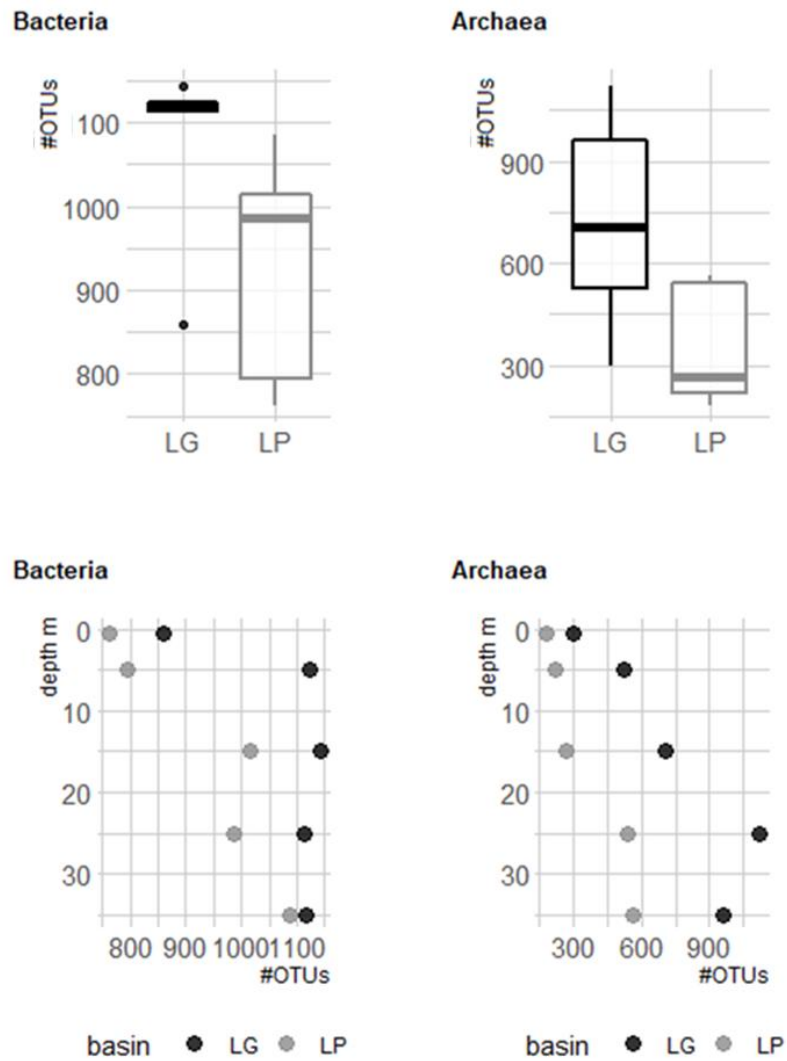 Bacteria
Archaea
#OTUs
100
1000
900
800
LG LP
#OTUs
900
600
300
LG LP
Bacteria
Archaea
depth m
0
10
20
30
800 900 1000 1100
#OTUs
depth m
0
10
20
30
300 600 900
#OTUs
basin LG LP
basin LG LP